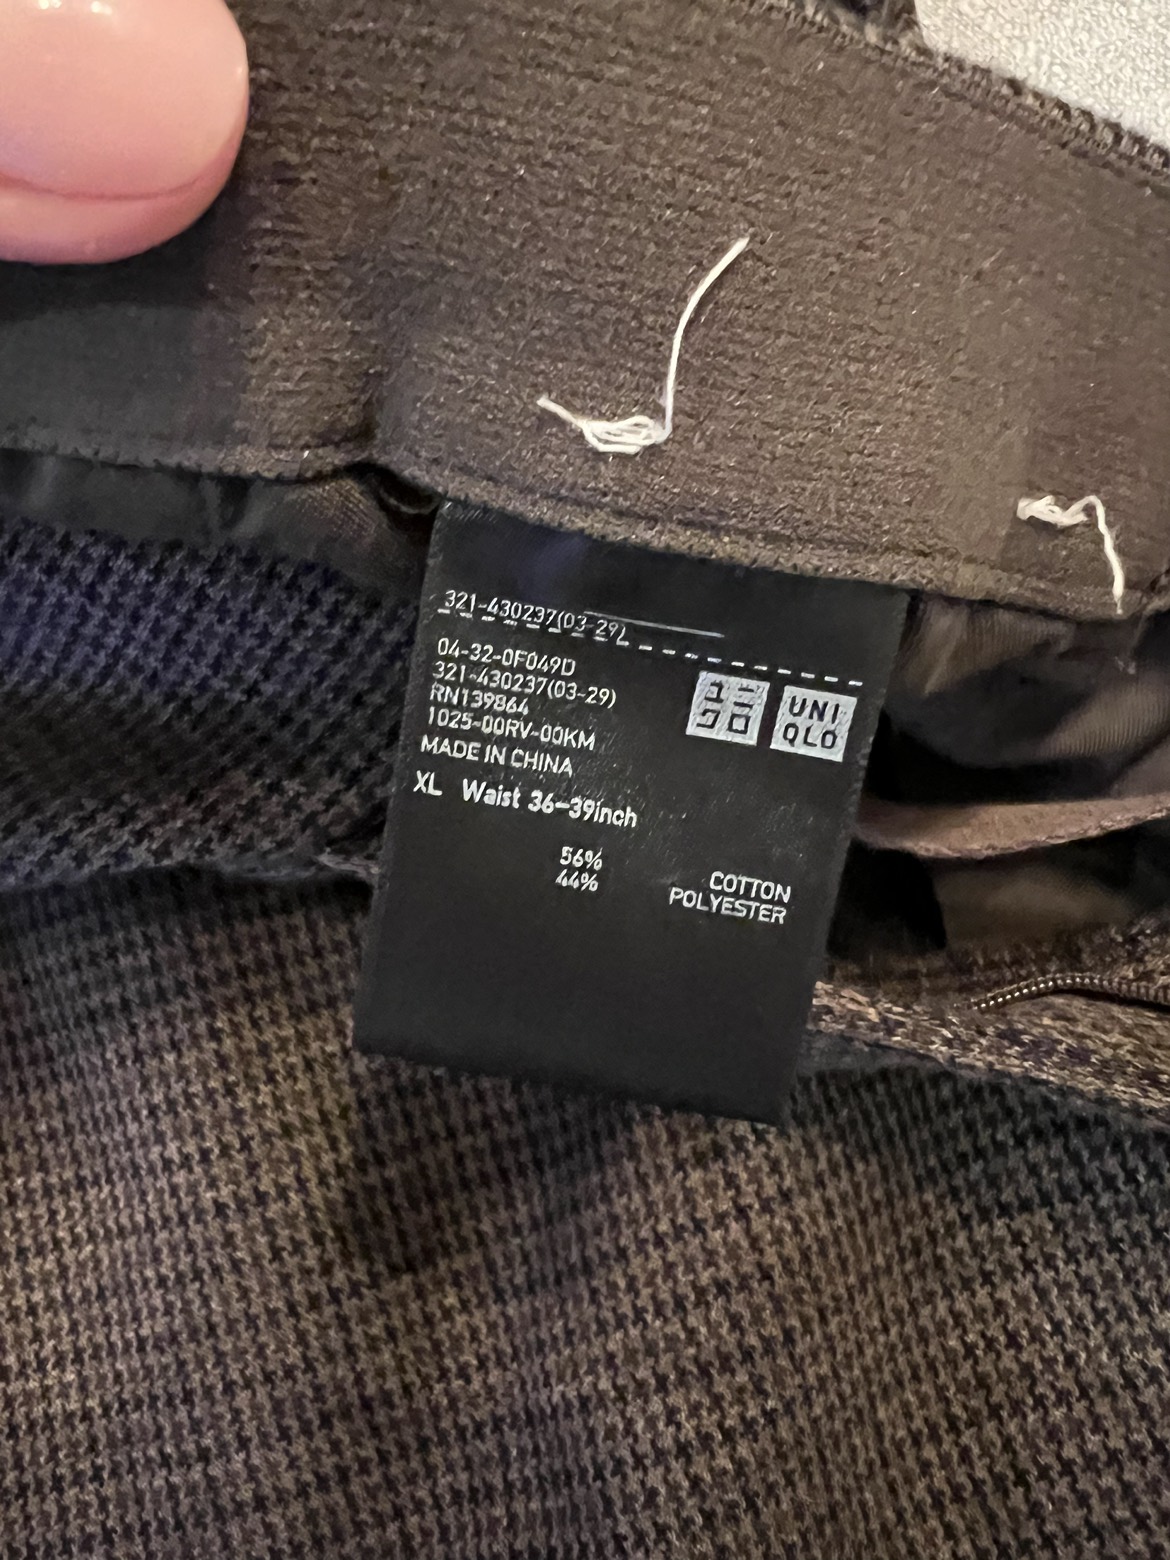 321-430237(03-29)
04-32-0F049D
321-430237(03-29)
RN139864
1025-00RV-00KM
MADE IN CHINA
ユニ
クロ
UNI
QLO
XL Waist 36-39inch
56% COTTON
44% POLYESTER